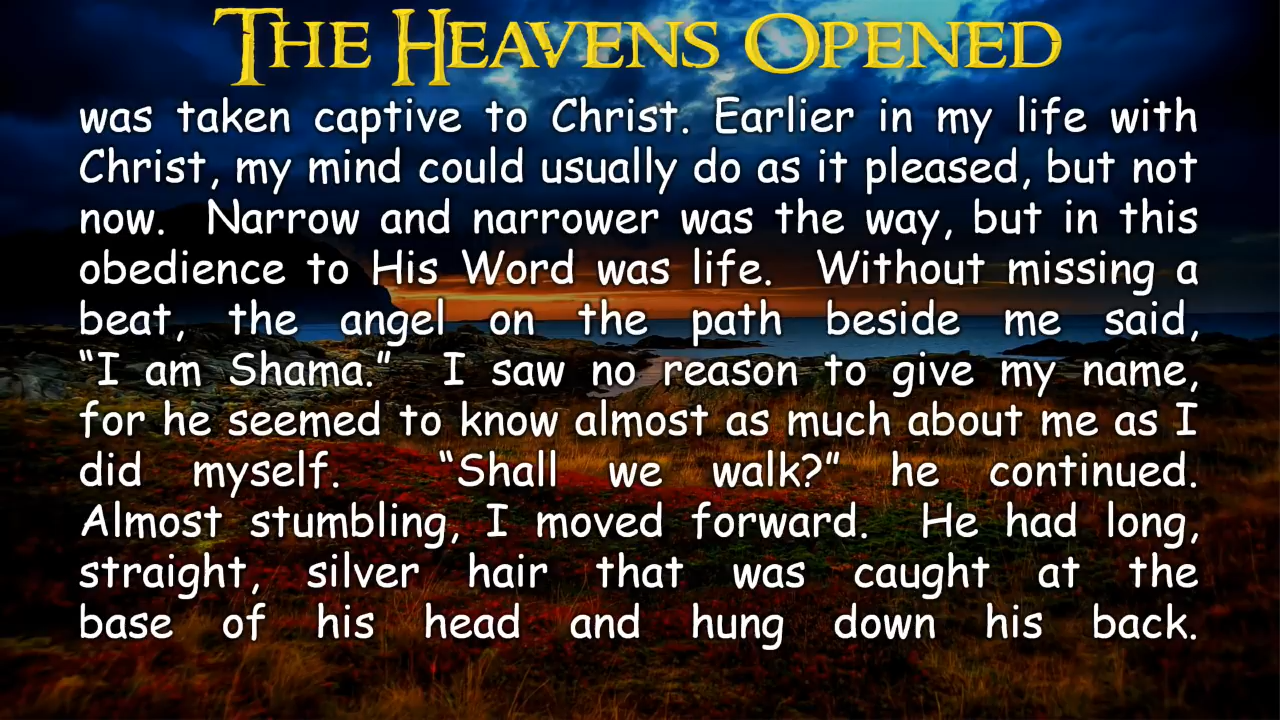 THE HEAVENS OPENED
was taken captive to Christ. Earlier in my life with
Christ, my mind could usually do as it pleased, but not
now.  Narrow and narrower was the way, but in this
obedience to His Word was life.  Without missing a
beat, the angel on the path beside me said,
“I am Shama.”  I saw no reason to give my name,
for he seemed to know almost as much about me as I
did myself.  “Shall we walk?” he continued.
Almost stumbling, I moved forward.  He had long,
straight, silver hair that was caught at the
base of his head and hung down his back.